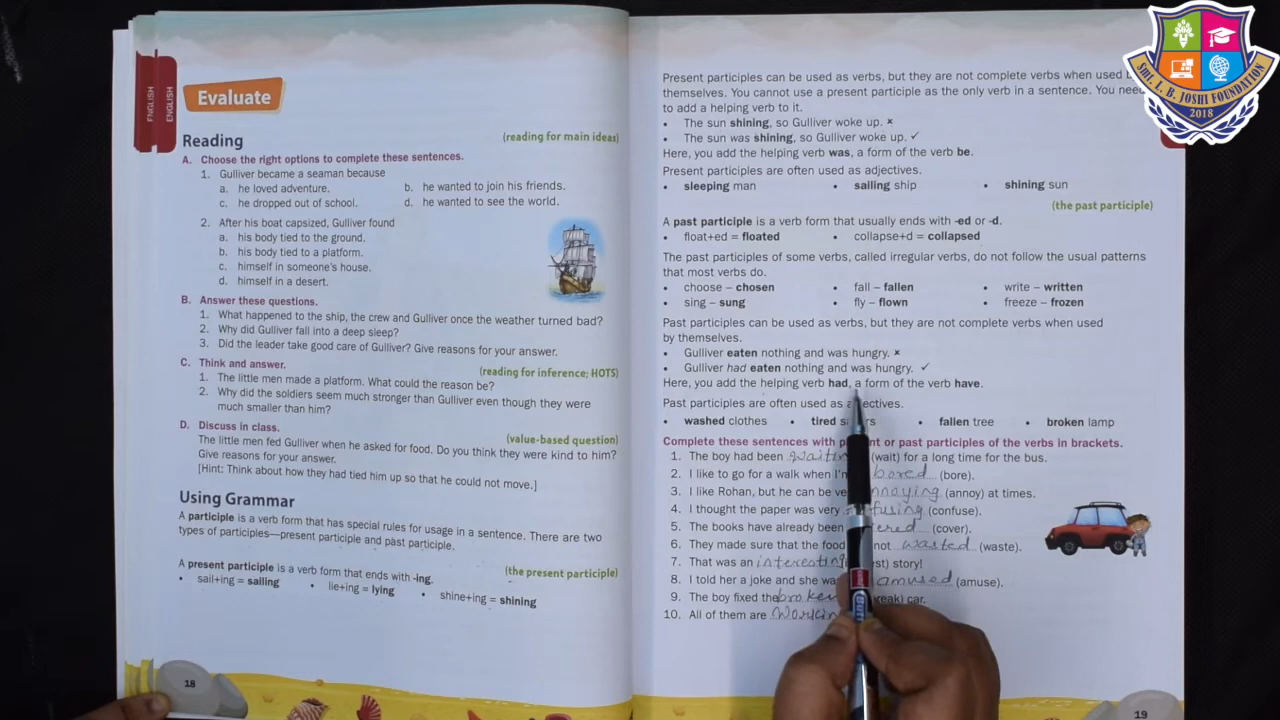 ENGLISH
ENGLISH
Evaluate
Reading
(reading for main ideas)
A. Choose the right options to complete these sentences.
1. Gulliver became a seaman because
a. he loved adventure.
b. he wanted to join his friends.
c. he dropped out of school.
d. he wanted to see the world.
2. After his boat capsized, Gulliver found
a. his body tied to the ground.
b. his body tied to a platform.
c. himself in someone's house.
d. himself in a desert.
B. Answer these questions.
1. What happened to the ship, the crew and Gulliver once the weather turned bad?
2. Why did Gulliver fall into a deep sleep?
3. Did the leader take good care of Gulliver? Give reasons for your answer.
C. Think and answer.
(reading for inference; HOTS)
1. The little men made a platform. What could the reason be?
2. Why did the soldiers seem much stronger than Gulliver even though they were
much smaller than him?
D. Discuss in class.
(value-based question)
The little men fed Gulliver when he asked for food. Do you think they were kind to him?
Give reasons for your answer.
[Hint: Think about how they had tied him up so that he could not move.]
Using Grammar
A participle is a verb form that has special rules for usage in a sentence. There are two
types of participles—present participle and past participle.
(the present participle)
A present participle is a verb form that ends with -ing.
• sail+ing = sailing • lie+ing = lying • shine+ing = shining
18
Present participles can be used as verbs, but they are not complete verbs when used
themselves. You cannot use a present participle as the only verb in a sentence. You need
to add a helping verb to it.
• The sun shining, so Gulliver woke up. ×
• The sun was shining, so Gulliver woke up. ✓
Here, you add the helping verb was, a form of the verb be.
Present participles are often used as adjectives.
• sleeping man • sailing ship • shining sun
(the past participle)
A past participle is a verb form that usually ends with -ed or -d.
• float+ed = floated • collapse+d = collapsed
The past participles of some verbs, called irregular verbs, do not follow the usual patterns
that most verbs do.
• choose – chosen • fall – fallen • write – written
• sing – sung • fly – flown • freeze – frozen
Past participles can be used as verbs, but they are not complete verbs when used
by themselves.
• Gulliver eaten nothing and was hungry. ×
• Gulliver had eaten nothing and was hungry. ✓
Here, you add the helping verb had, a form of the verb have.
Past participles are often used as adjectives.
• washed clothes • tired • fallen tree • broken lamp
Complete these sentences with or past participles of the verbs in brackets.
1. The boy had been (wait) for a long time for the bus.
2. I like to go for a walk when I'm bored (bore).
3. I like Rohan, but he can be annoying (annoy) at times.
4. I thought the paper was very (confuse).
5. The books have already been (cover).
6. They made sure that the food not wasted (waste).
7. That was an interesting story!
8. I told her a joke and she was amused (amuse).
9. The boy fixed the broken car.
10. All of them are
19
SMT. L. B. JOSHI FOUNDATION
2018